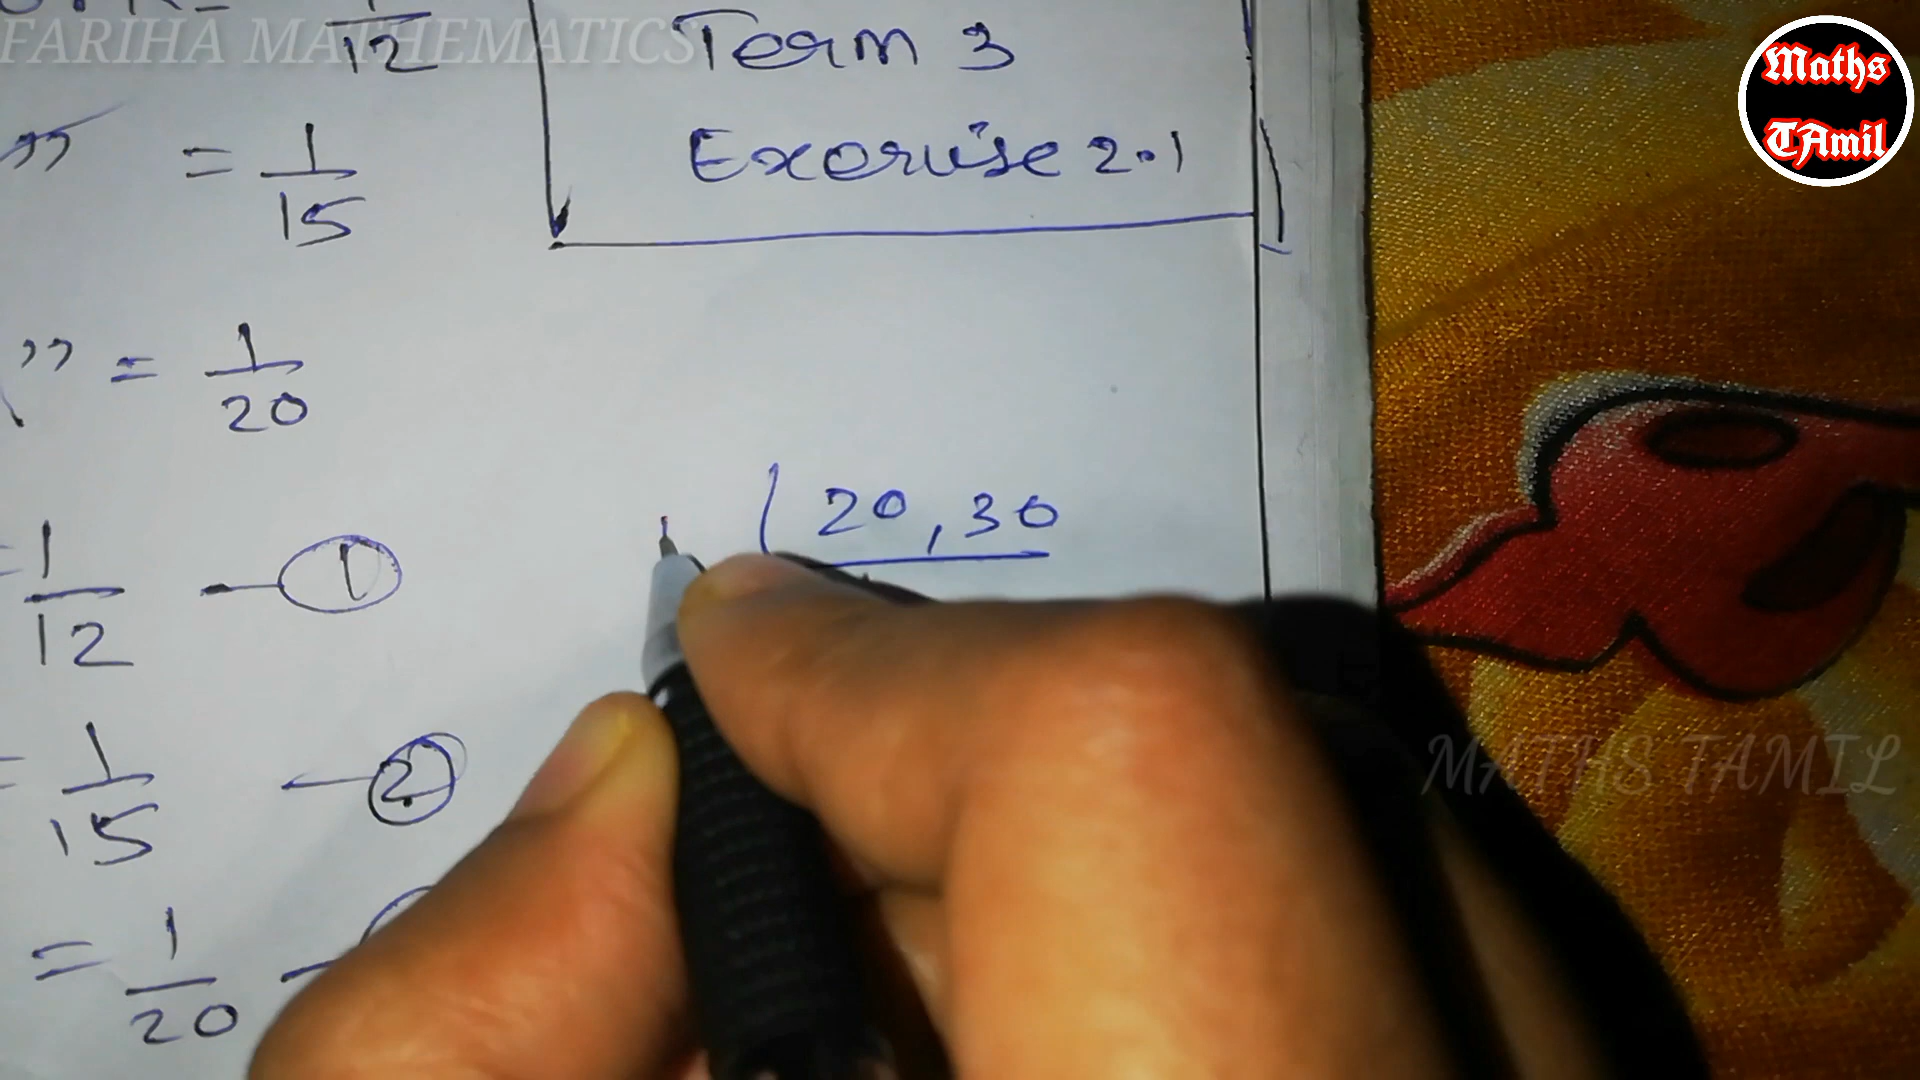 FARIHA MATHEMATICS
1/12
Term 3
Exercise 2.1
Maths
TAmil
" = 1/15
" = 1/20
20, 30
= 1/12 — 1
MATHS TAMIL
= 1/15 — 2
= 1/20 —